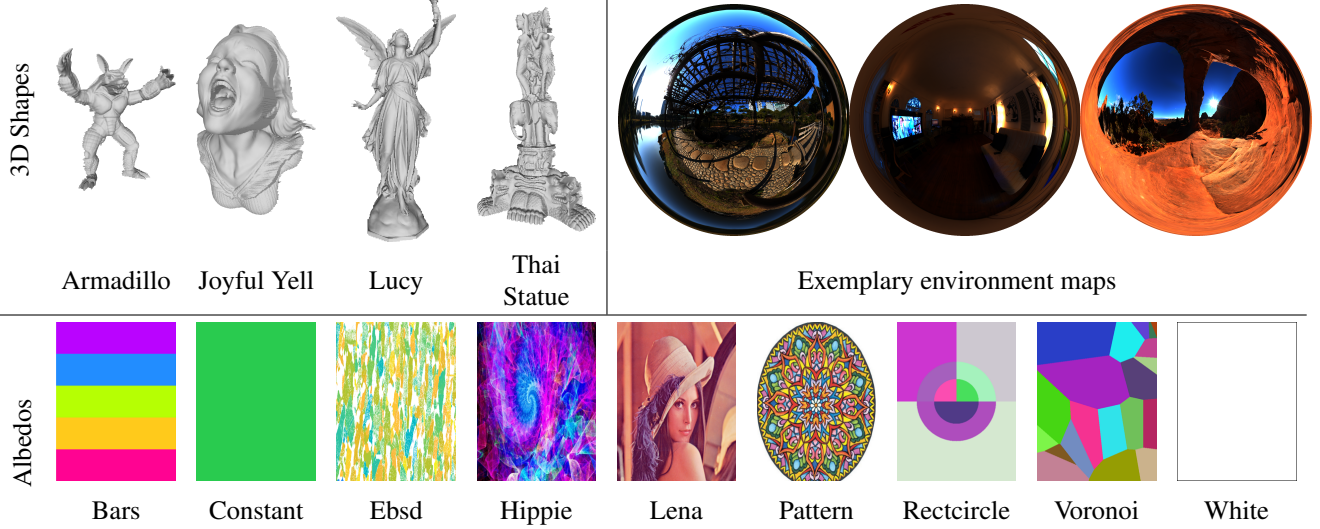 3D Shapes
Armadillo
Joyful Yell
Lucy
Thai
Statue
Exemplary environment maps
Albedos
Bars
Constant
Ebsd
Hippie
Lena
Pattern
Rectcircle
Voronoi
White